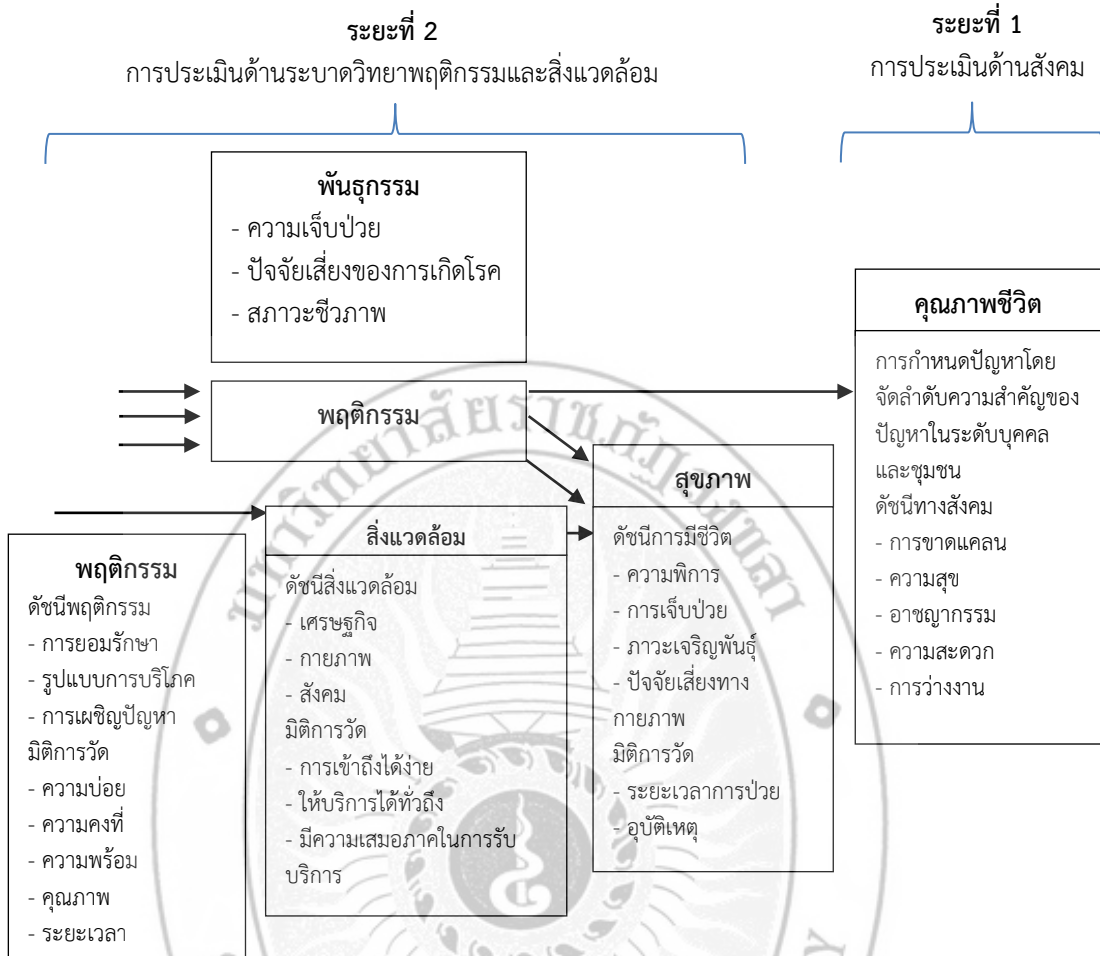 ระยะที่ 2
การประเมินด้านระบาดวิทยาพฤติกรรมและสิ่งแวดล้อม
ระยะที่ 1
การประเมินด้านสังคม
พันธุกรรม
- ความเจ็บป่วย
- ปัจจัยเสี่ยงของการเกิดโรค
- สภาวะชีวภาพ
พฤติกรรม
พฤติกรรม
ดัชนีพฤติกรรม
- การยอมรักษา
- รูปแบบการบริโภค
- การเผชิญปัญหา
มิติการวัด
- ความบ่อย
- ความคงที่
- ความพร้อม
- คุณภาพ
- ระยะเวลา
สิ่งแวดล้อม
ดัชนีสิ่งแวดล้อม
- เศรษฐกิจ
- กายภาพ
- สังคม
มิติการวัด
- การเข้าถึงได้ง่าย
- ให้บริการได้ทั่วถึง
- มีความเสมอภาคในการรับ
บริการ
สุขภาพ
ดัชนีการมีชีวิต
- ความพิการ
- การเจ็บป่วย
- ภาวะเจริญพันธุ์
- ปัจจัยเสี่ยงทาง
กายภาพ
มิติการวัด
- ระยะเวลาการป่วย
- อุบัติเหตุ
คุณภาพชีวิต
การกำหนดปัญหาโดย
จัดลำดับความสำคัญของ
ปัญหาในระดับบุคคล
และชุมชน
ดัชนีทางสังคม
- การขาดแคลน
- ความสุข
- อาชญากรรม
- ความสะดวก
- การว่างงาน
มหาวิทยาลัยราชภัฏสงขลา